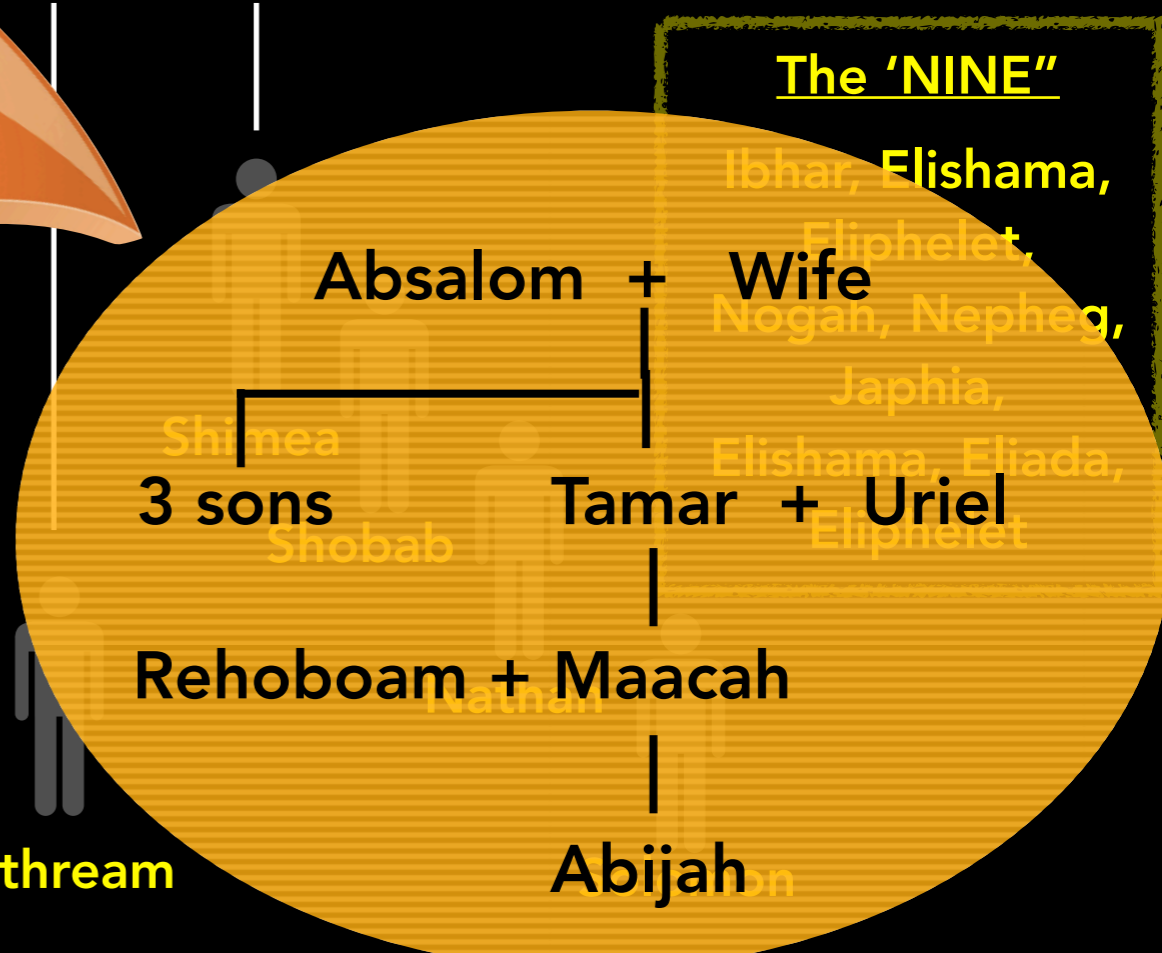 The ‘NINE”
Ibhar, Elishama,
Eliphelet,
Nogah, Nepheg,
Japhia,
Elishama, Eliada,
Eliphelet
Absalom + Wife
Shimea
3 sons
Tamar + Uriel
Shobab
Rehoboam + Maacah
Nathan
Abijah
Solomon
thream